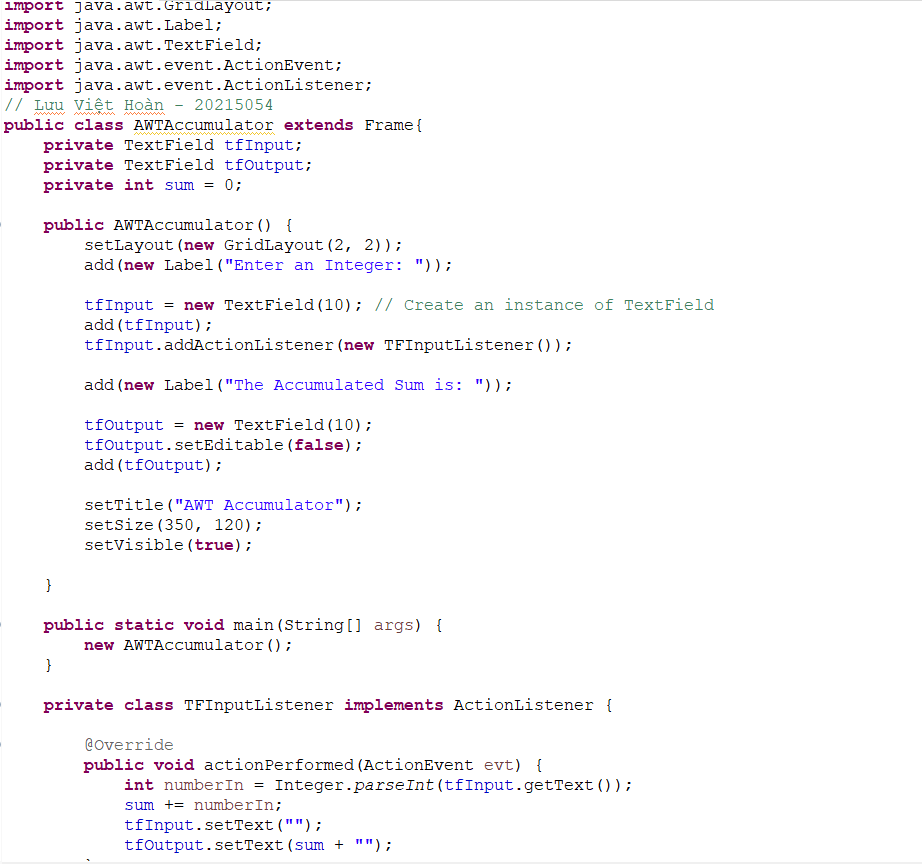 import java.awt.GridLayout;
import java.awt.Label;
import java.awt.TextField;
import java.awt.event.ActionEvent;
import java.awt.event.ActionListener;
// Lưu Việt Hoàn - 20215054
public class AWTAccumulator extends Frame{
    private TextField tfInput;
    private TextField tfOutput;
    private int sum = 0;

    public AWTAccumulator() {
        setLayout(new GridLayout(2, 2));
        add(new Label("Enter an Integer: "));

        tfInput = new TextField(10); // Create an instance of TextField
        add(tfInput);
        tfInput.addActionListener(new TFInputListener());

        add(new Label("The Accumulated Sum is: "));

        tfOutput = new TextField(10);
        tfOutput.setEditable(false);
        add(tfOutput);

        setTitle("AWT Accumulator");
        setSize(350, 120);
        setVisible(true);

    }

    public static void main(String[] args) {
        new AWTAccumulator();
    }

    private class TFInputListener implements ActionListener {

        @Override
        public void actionPerformed(ActionEvent evt) {
            int numberIn = Integer.parseInt(tfInput.getText());
            sum += numberIn;
            tfInput.setText("");
            tfOutput.setText(sum + "");